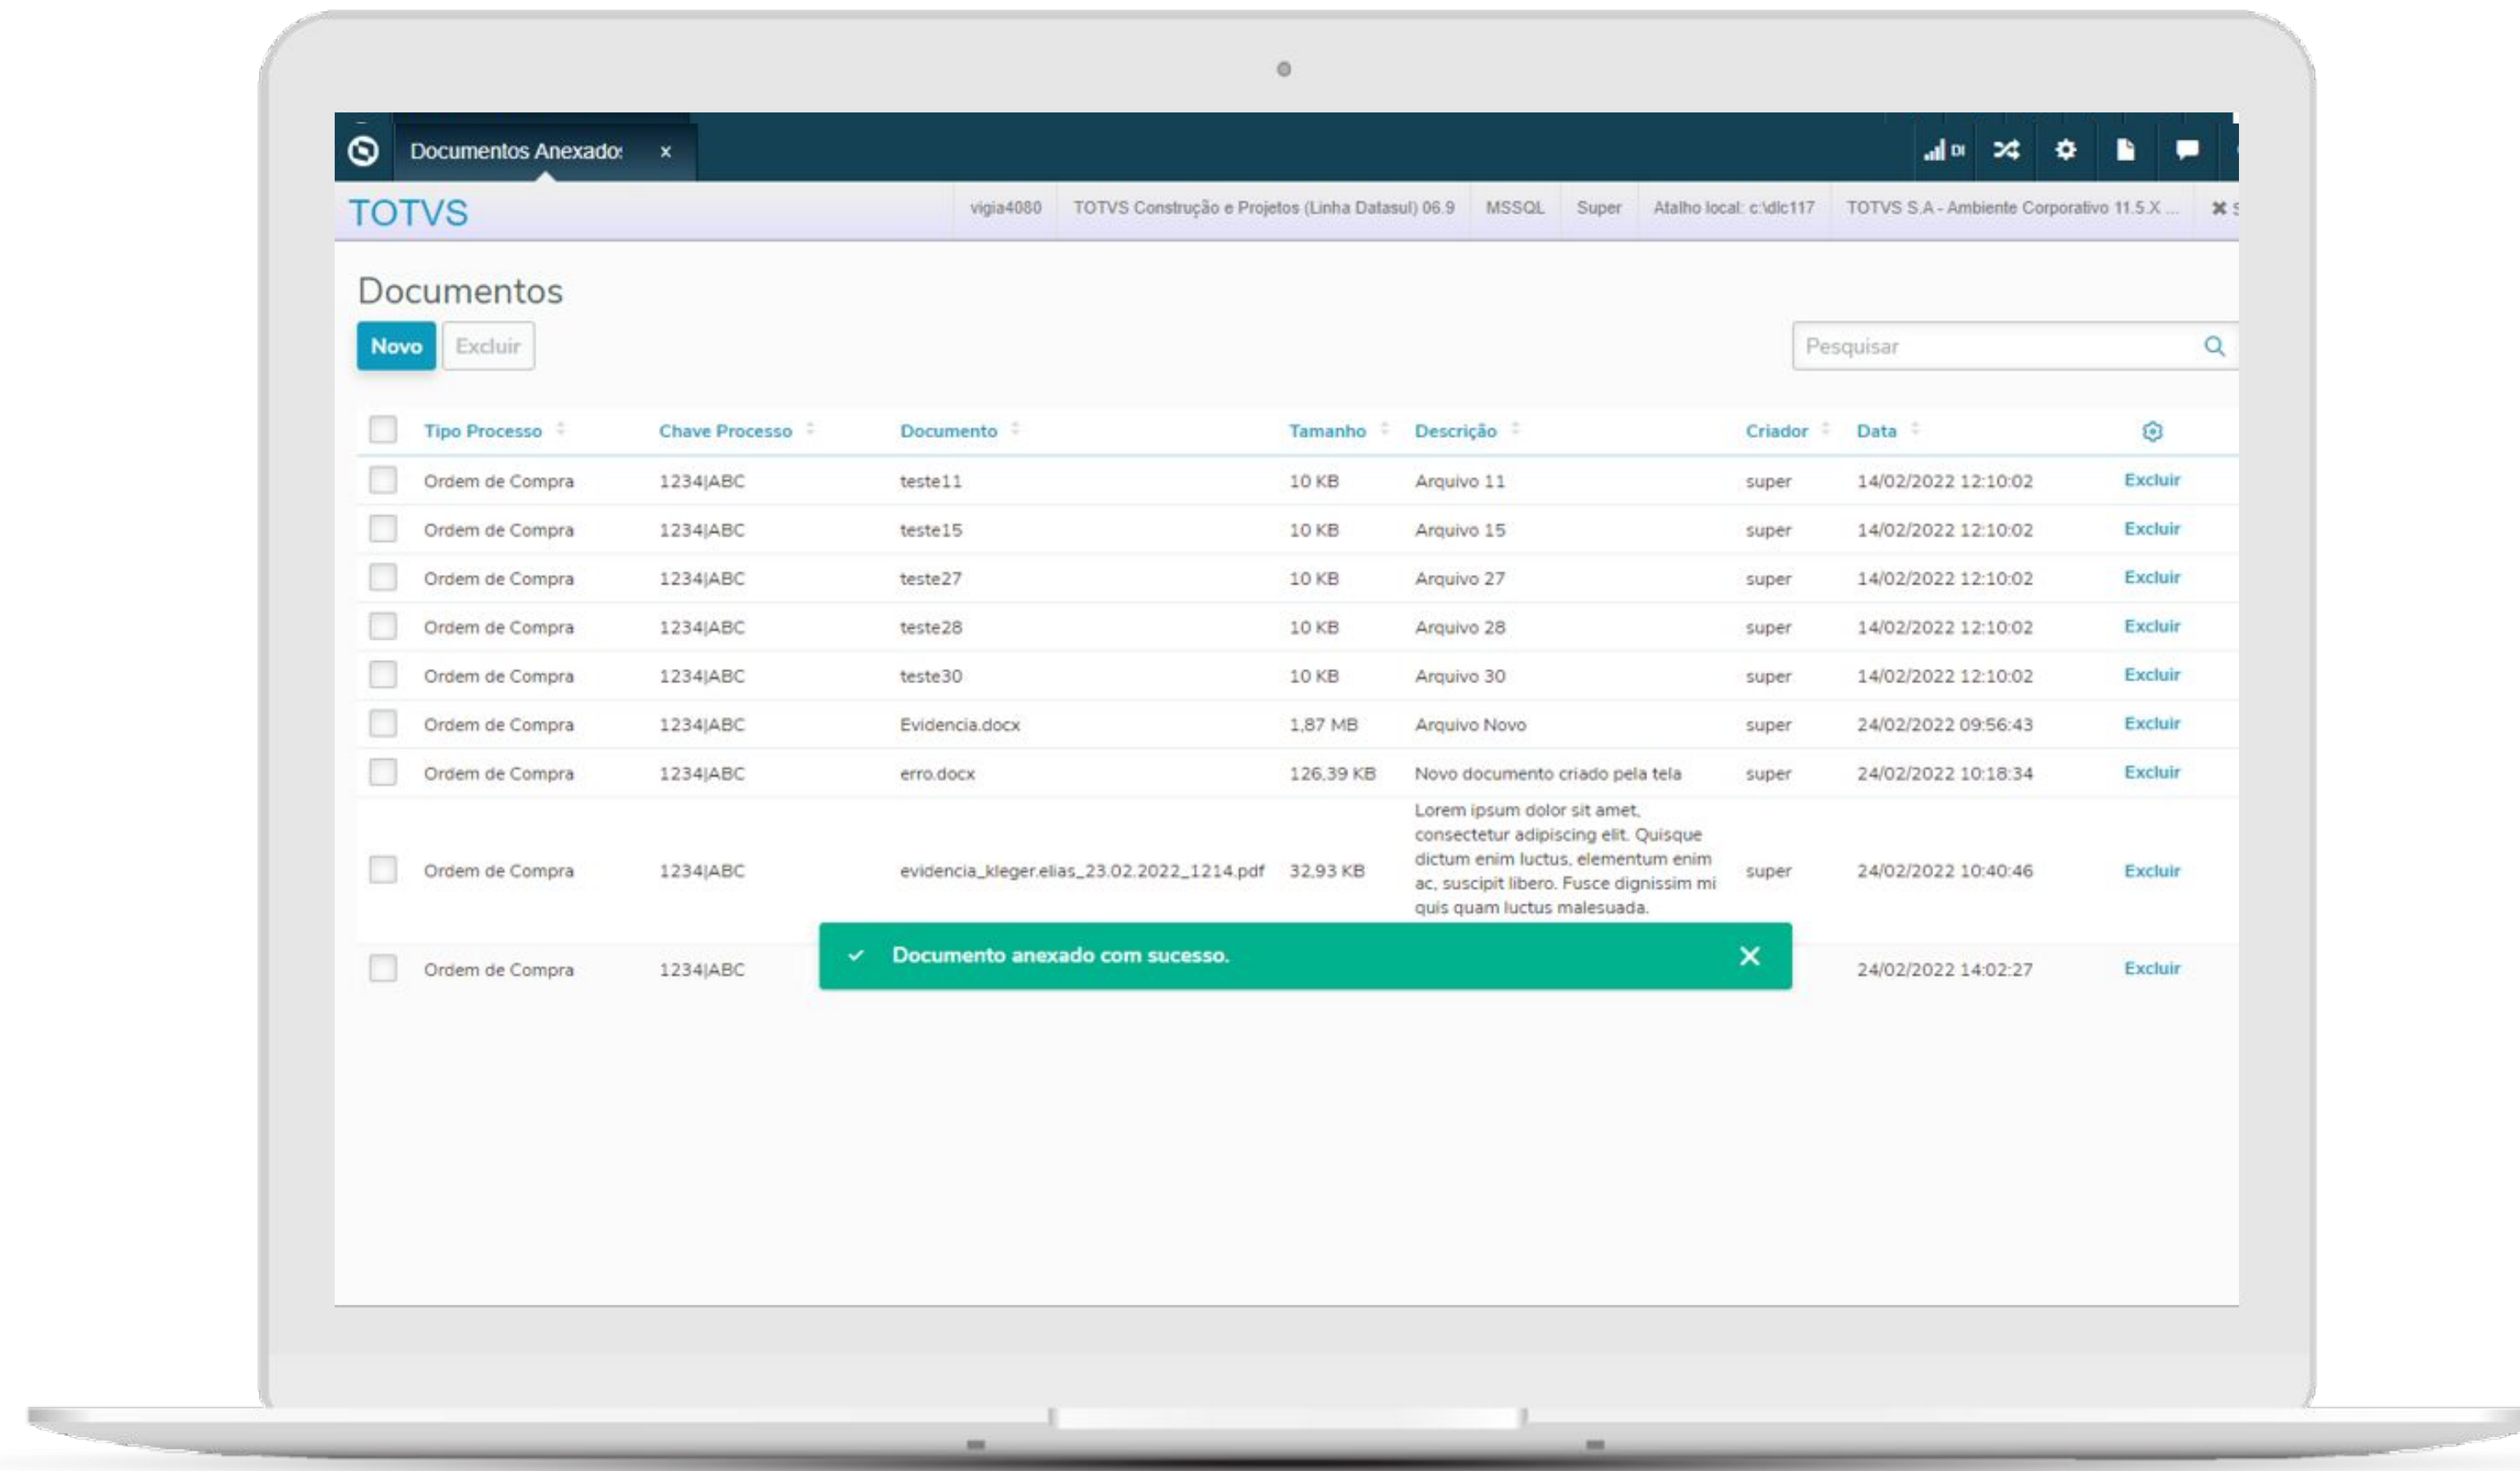 Documentos Anexado
DI
TOTVS
vigia4080 TOTVS Construção e Projetos (Linha Datasul) 06.9 MSSQL Super Atalho local: c:\dlc117 TOTVS S.A - Ambiente Corporativo 11.5.X ...
Documentos
Novo Excluir Pesquisar
Tipo Processo Chave Processo Documento Tamanho Descrição Criador Data
Ordem de Compra 1234|ABC teste11 10 KB Arquivo 11 super 14/02/2022 12:10:02 Excluir
Ordem de Compra 1234|ABC teste15 10 KB Arquivo 15 super 14/02/2022 12:10:02 Excluir
Ordem de Compra 1234|ABC teste27 10 KB Arquivo 27 super 14/02/2022 12:10:02 Excluir
Ordem de Compra 1234|ABC teste28 10 KB Arquivo 28 super 14/02/2022 12:10:02 Excluir
Ordem de Compra 1234|ABC teste30 10 KB Arquivo 30 super 14/02/2022 12:10:02 Excluir
Ordem de Compra 1234|ABC Evidencia.docx 1,87 MB Arquivo Novo super 24/02/2022 09:56:43 Excluir
Ordem de Compra 1234|ABC erro.docx 126,39 KB Novo documento criado pela tela super 24/02/2022 10:18:34 Excluir
Ordem de Compra 1234|ABC evidencia_kleger.elias_23.02.2022_1214.pdf 32,93 KB
Lorem ipsum dolor sit amet,
consectetur adipiscing elit. Quisque
dictum enim luctus, elementum enim
ac, suscipit libero. Fusce dignissim mi
quis quam luctus malesuada.
super 24/02/2022 10:40:46 Excluir
Documento anexado com sucesso.
Ordem de Compra 1234|ABC 24/02/2022 14:02:27 Excluir